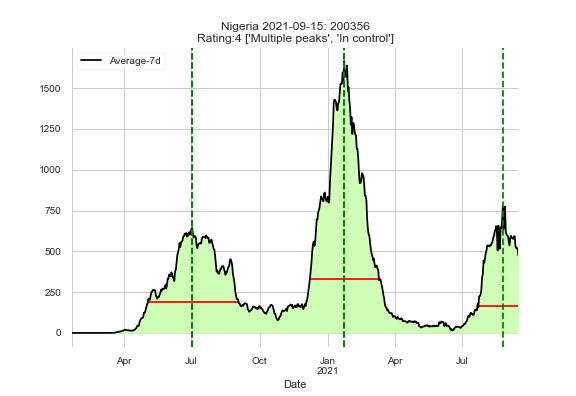 Nigeria 2021-09-15: 200356
Rating:4 ['Multiple peaks', 'In control']
Average-7d
1500
1250
1000
750
500
250
0
Apr Jul Oct Jan Apr Jul
2021
Date